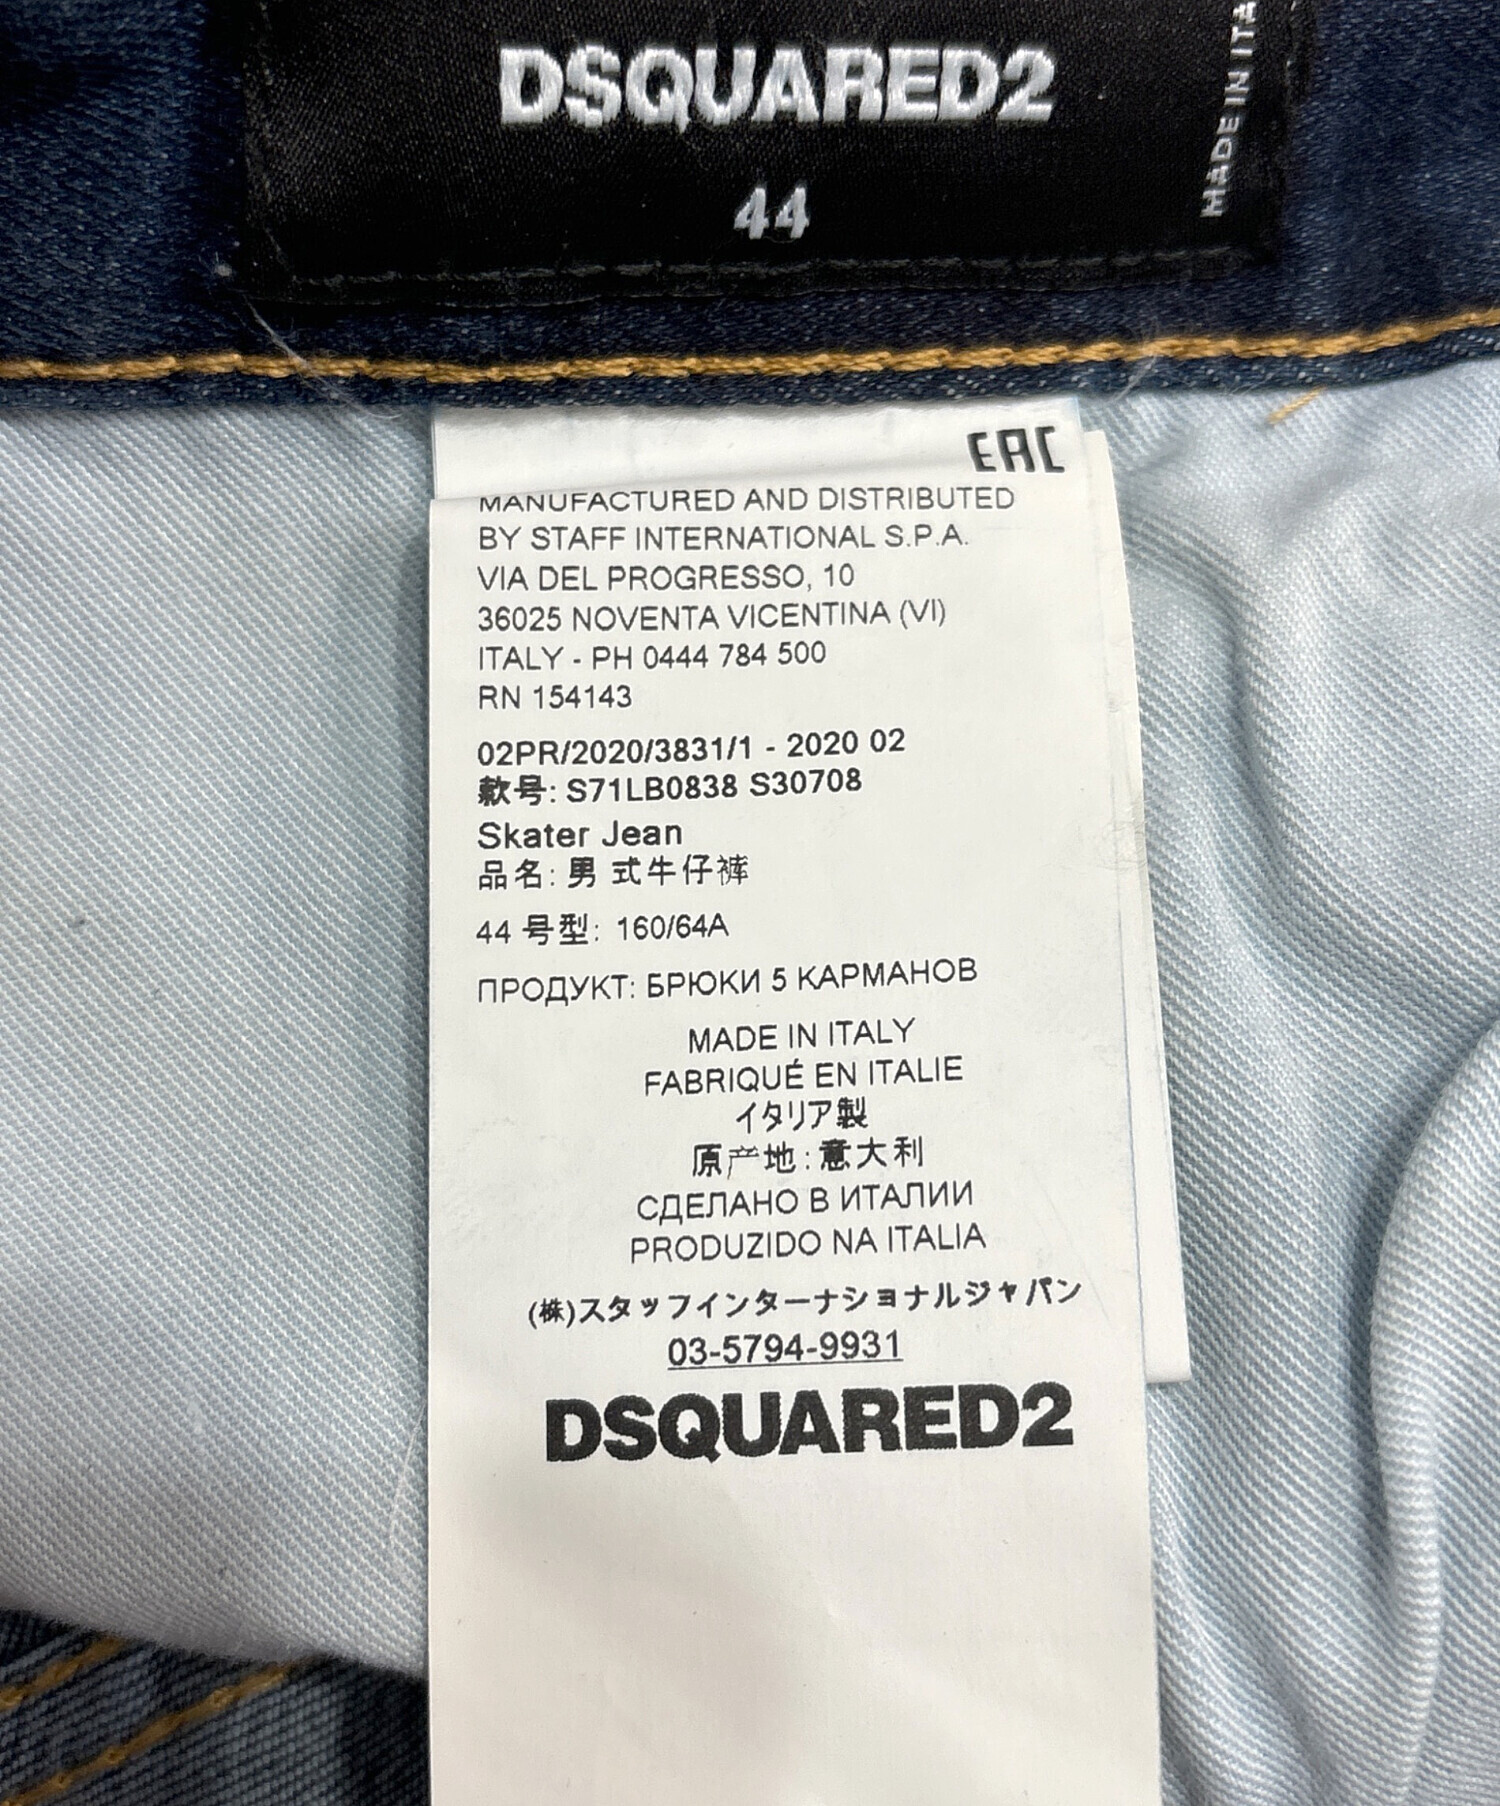 DSQUARED2
44
MADE IN ITA
EAC
MANUFACTURED AND DISTRIBUTED
BY STAFF INTERNATIONAL S.P.A.
VIA DEL PROGRESSO, 10
36025 NOVENTA VICENTINA (VI)
ITALY - PH 0444 784 500
RN 154143
02PR/2020/3831/1 - 2020 02
款号: S71LB0838 S30708
Skater Jean
品名: 男 式牛仔裤
44 号型: 160/64A
ПРОДУКТ: БРЮКИ 5 КАРМАНОВ
MADE IN ITALY
FABRIQUÉ EN ITALIE
イタリア製
原产地: 意大利
СДЕЛАНО В ИТАЛИИ
PRODUZIDO NA ITALIA
(株)スタッフインターナショナルジャパン
03-5794-9931
DSQUARED2